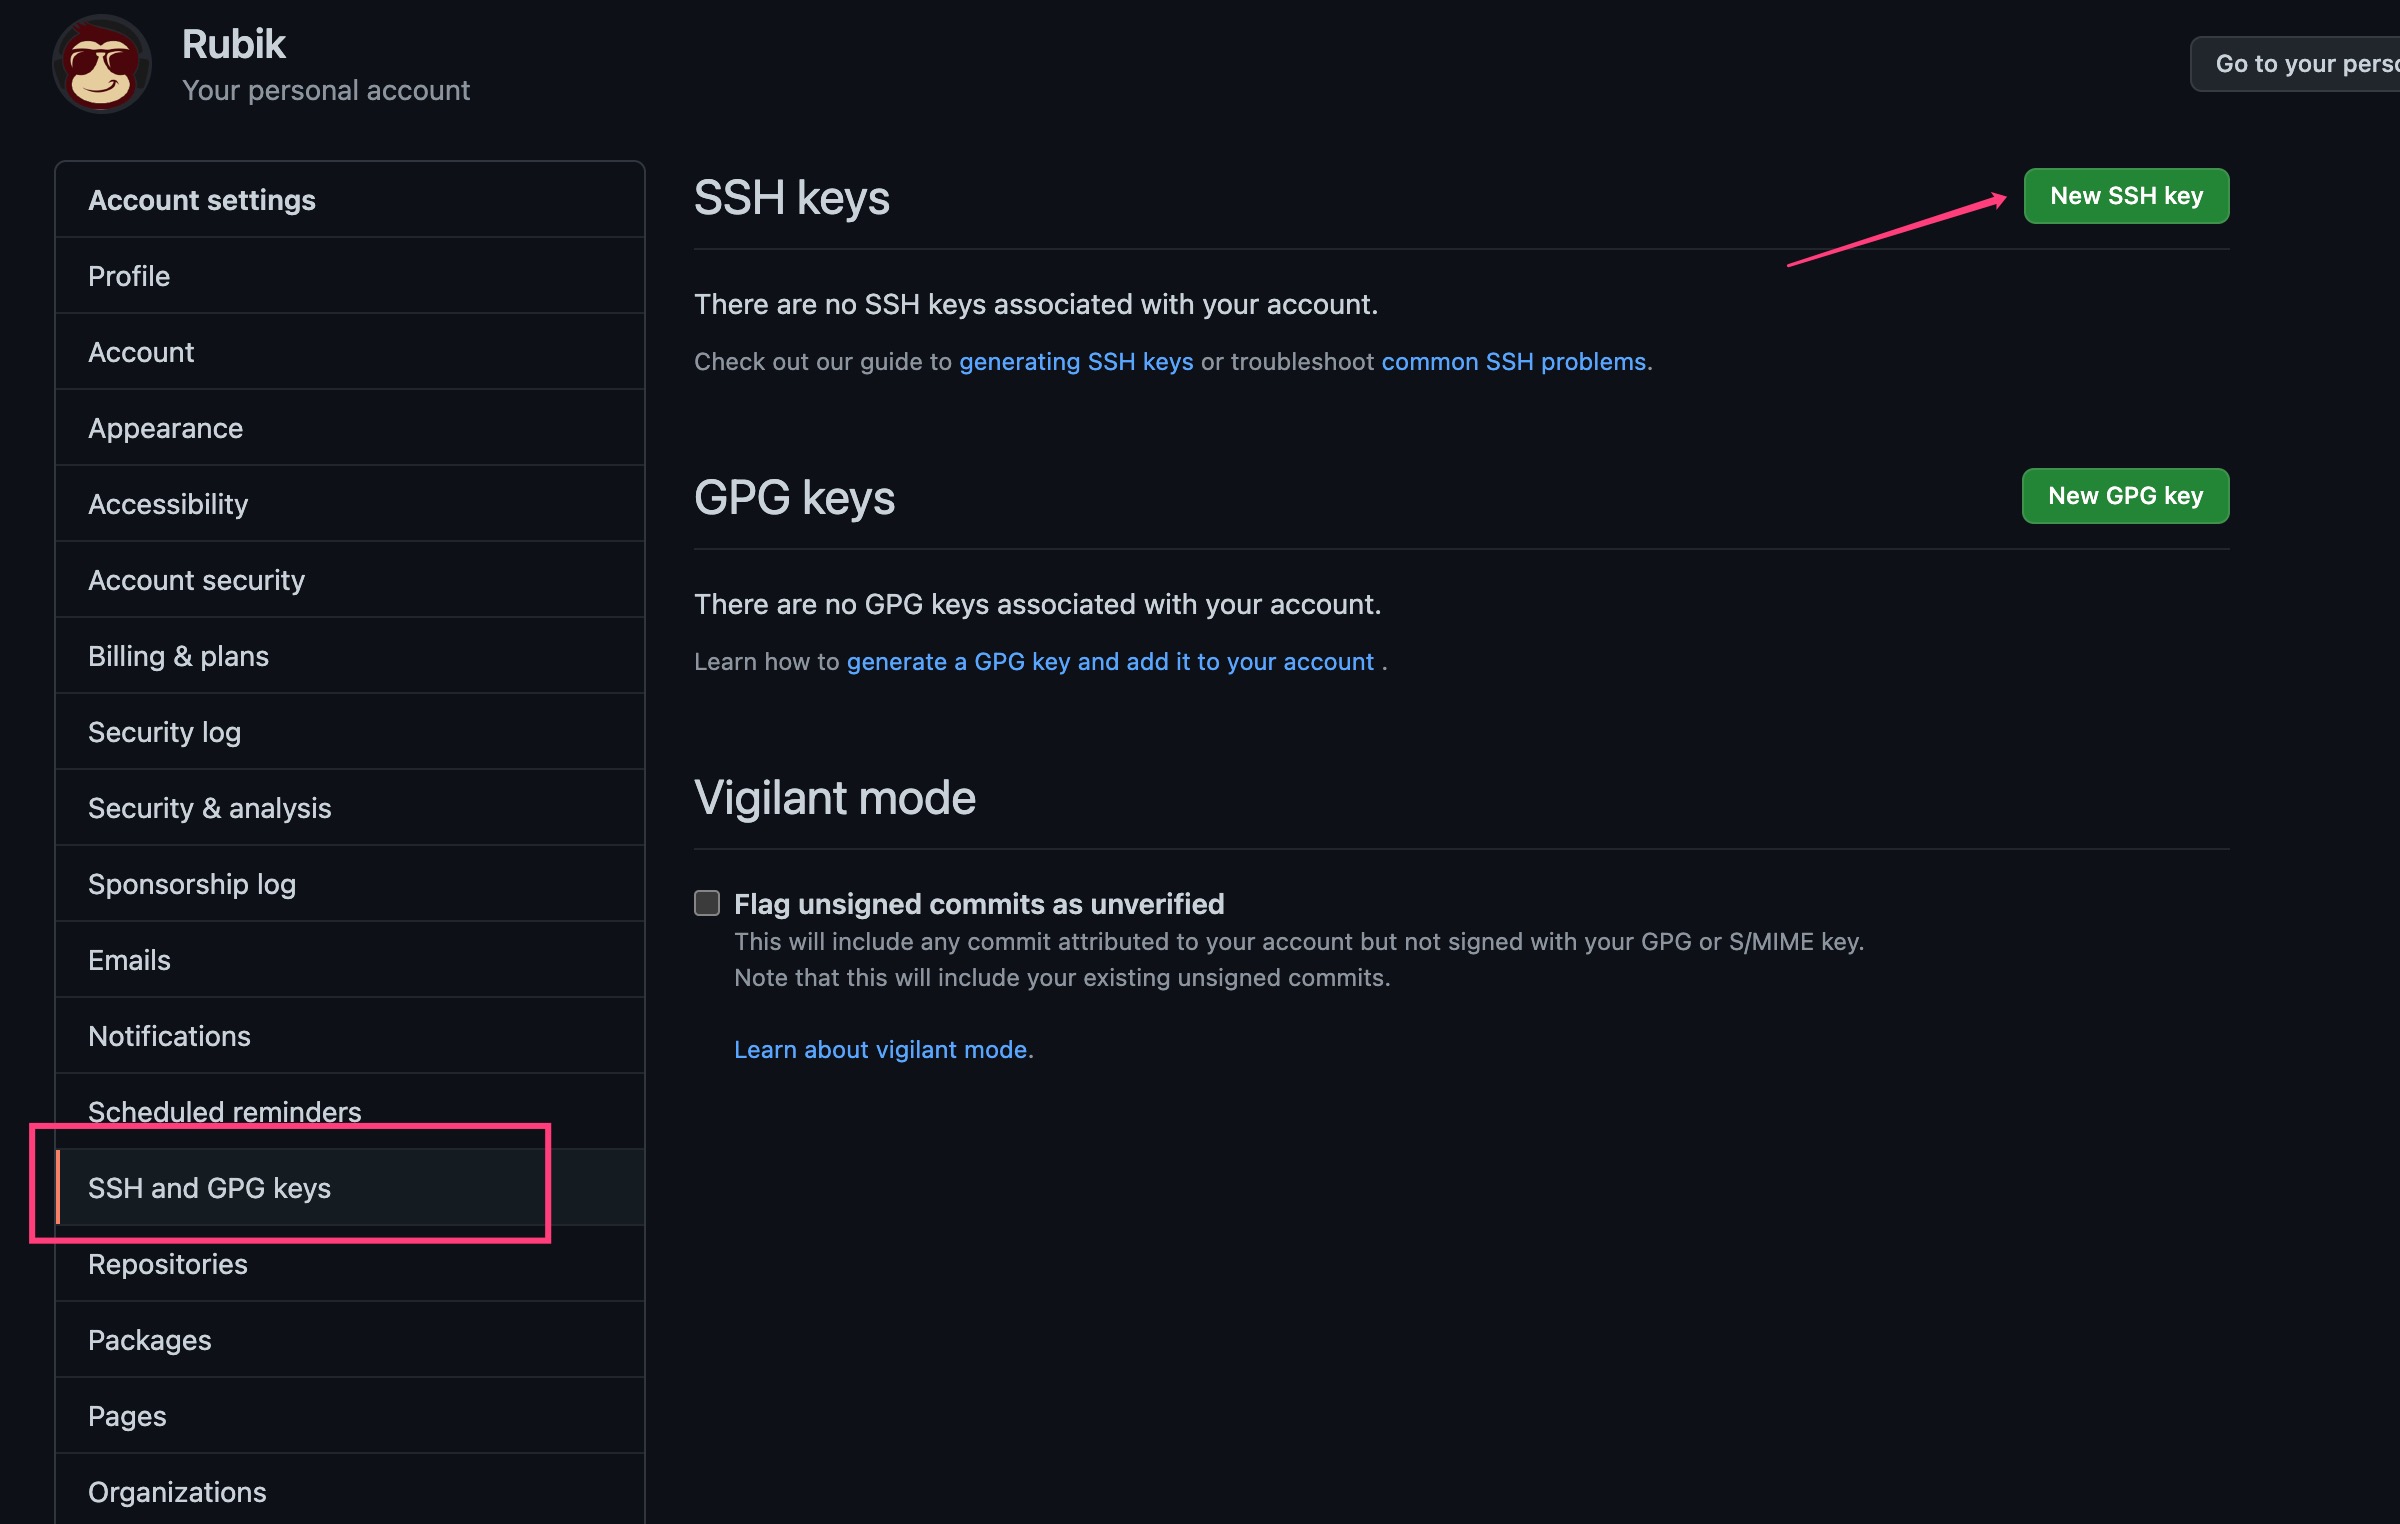 Rubik
Your personal account
Go to your
Account settings
Profile
Account
Appearance
Accessibility
Account security
Billing & plans
Security log
Security & analysis
Sponsorship log
Emails
Notifications
Scheduled reminders
SSH and GPG keys
Repositories
Packages
Pages
Organizations
SSH keys
New SSH key
There are no SSH keys associated with your account.
Check out our guide to generating SSH keys or troubleshoot common SSH problems.
GPG keys
New GPG key
There are no GPG keys associated with your account.
Learn how to generate a GPG key and add it to your account .
Vigilant mode
Flag unsigned commits as unverified
This will include any commit attributed to your account but not signed with your GPG or S/MIME key.
Note that this will include your existing unsigned commits.
Learn about vigilant mode.